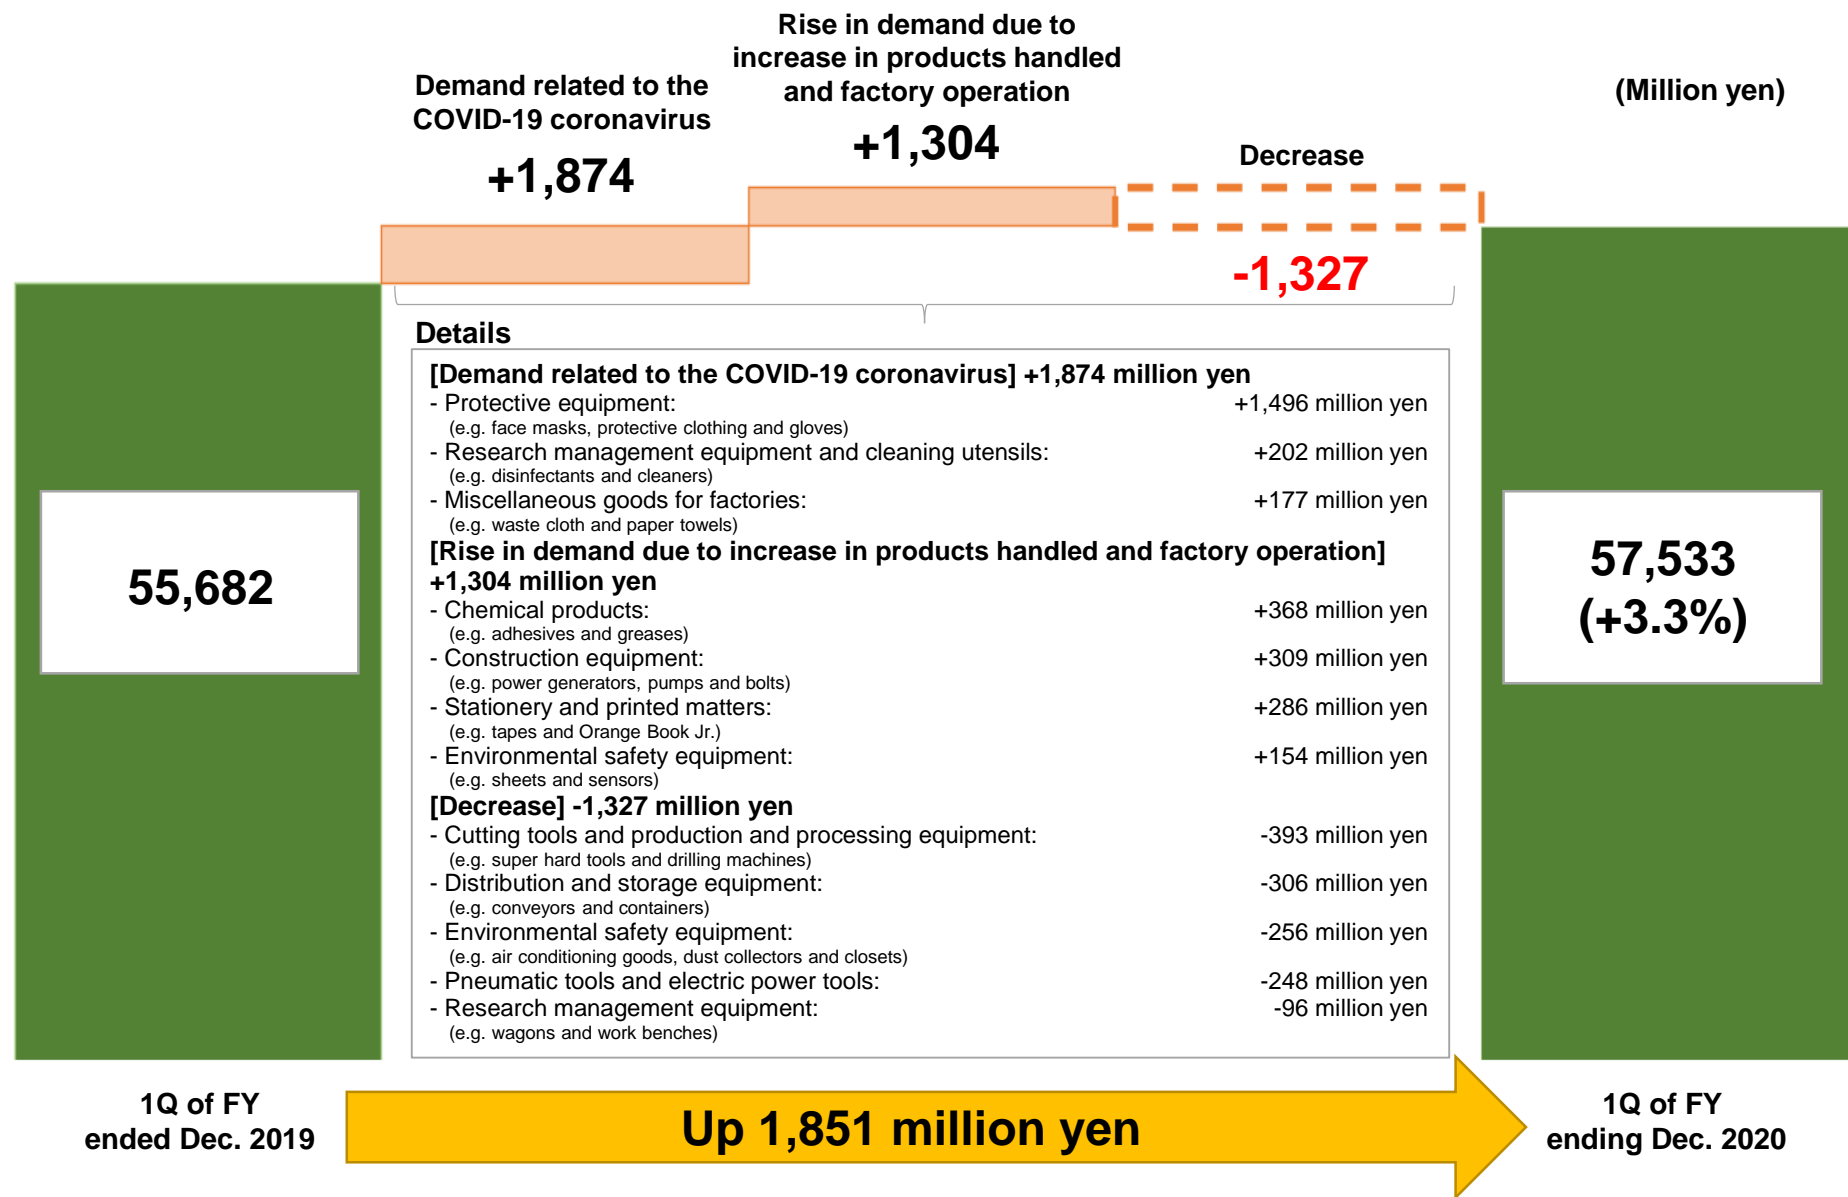 Rise in demand due to
increase in products handled
and factory operation
+1,304
Demand related to the
COVID-19 coronavirus
+1,874
(Million yen)
Decrease
-1,327
Details
[Demand related to the COVID-19 coronavirus] +1,874 million yen
- Protective equipment: +1,496 million yen
(e.g. face masks, protective clothing and gloves)
- Research management equipment and cleaning utensils: +202 million yen
(e.g. disinfectants and cleaners)
- Miscellaneous goods for factories: +177 million yen
(e.g. waste cloth and paper towels)
[Rise in demand due to increase in products handled and factory operation]
+1,304 million yen
- Chemical products: +368 million yen
(e.g. adhesives and greases)
- Construction equipment: +309 million yen
(e.g. power generators, pumps and bolts)
- Stationery and printed matters: +286 million yen
(e.g. tapes and Orange Book Jr.)
- Environmental safety equipment: +154 million yen
(e.g. sheets and sensors)
[Decrease] -1,327 million yen
- Cutting tools and production and processing equipment: -393 million yen
(e.g. super hard tools and drilling machines)
- Distribution and storage equipment: -306 million yen
(e.g. conveyors and containers)
- Environmental safety equipment: -256 million yen
(e.g. air conditioning goods, dust collectors and closets)
- Pneumatic tools and electric power tools: -248 million yen
- Research management equipment: -96 million yen
(e.g. wagons and work benches)
55,682
57,533
(+3.3%)
1Q of FY
ended Dec. 2019
Up 1,851 million yen
1Q of FY
ending Dec. 2020